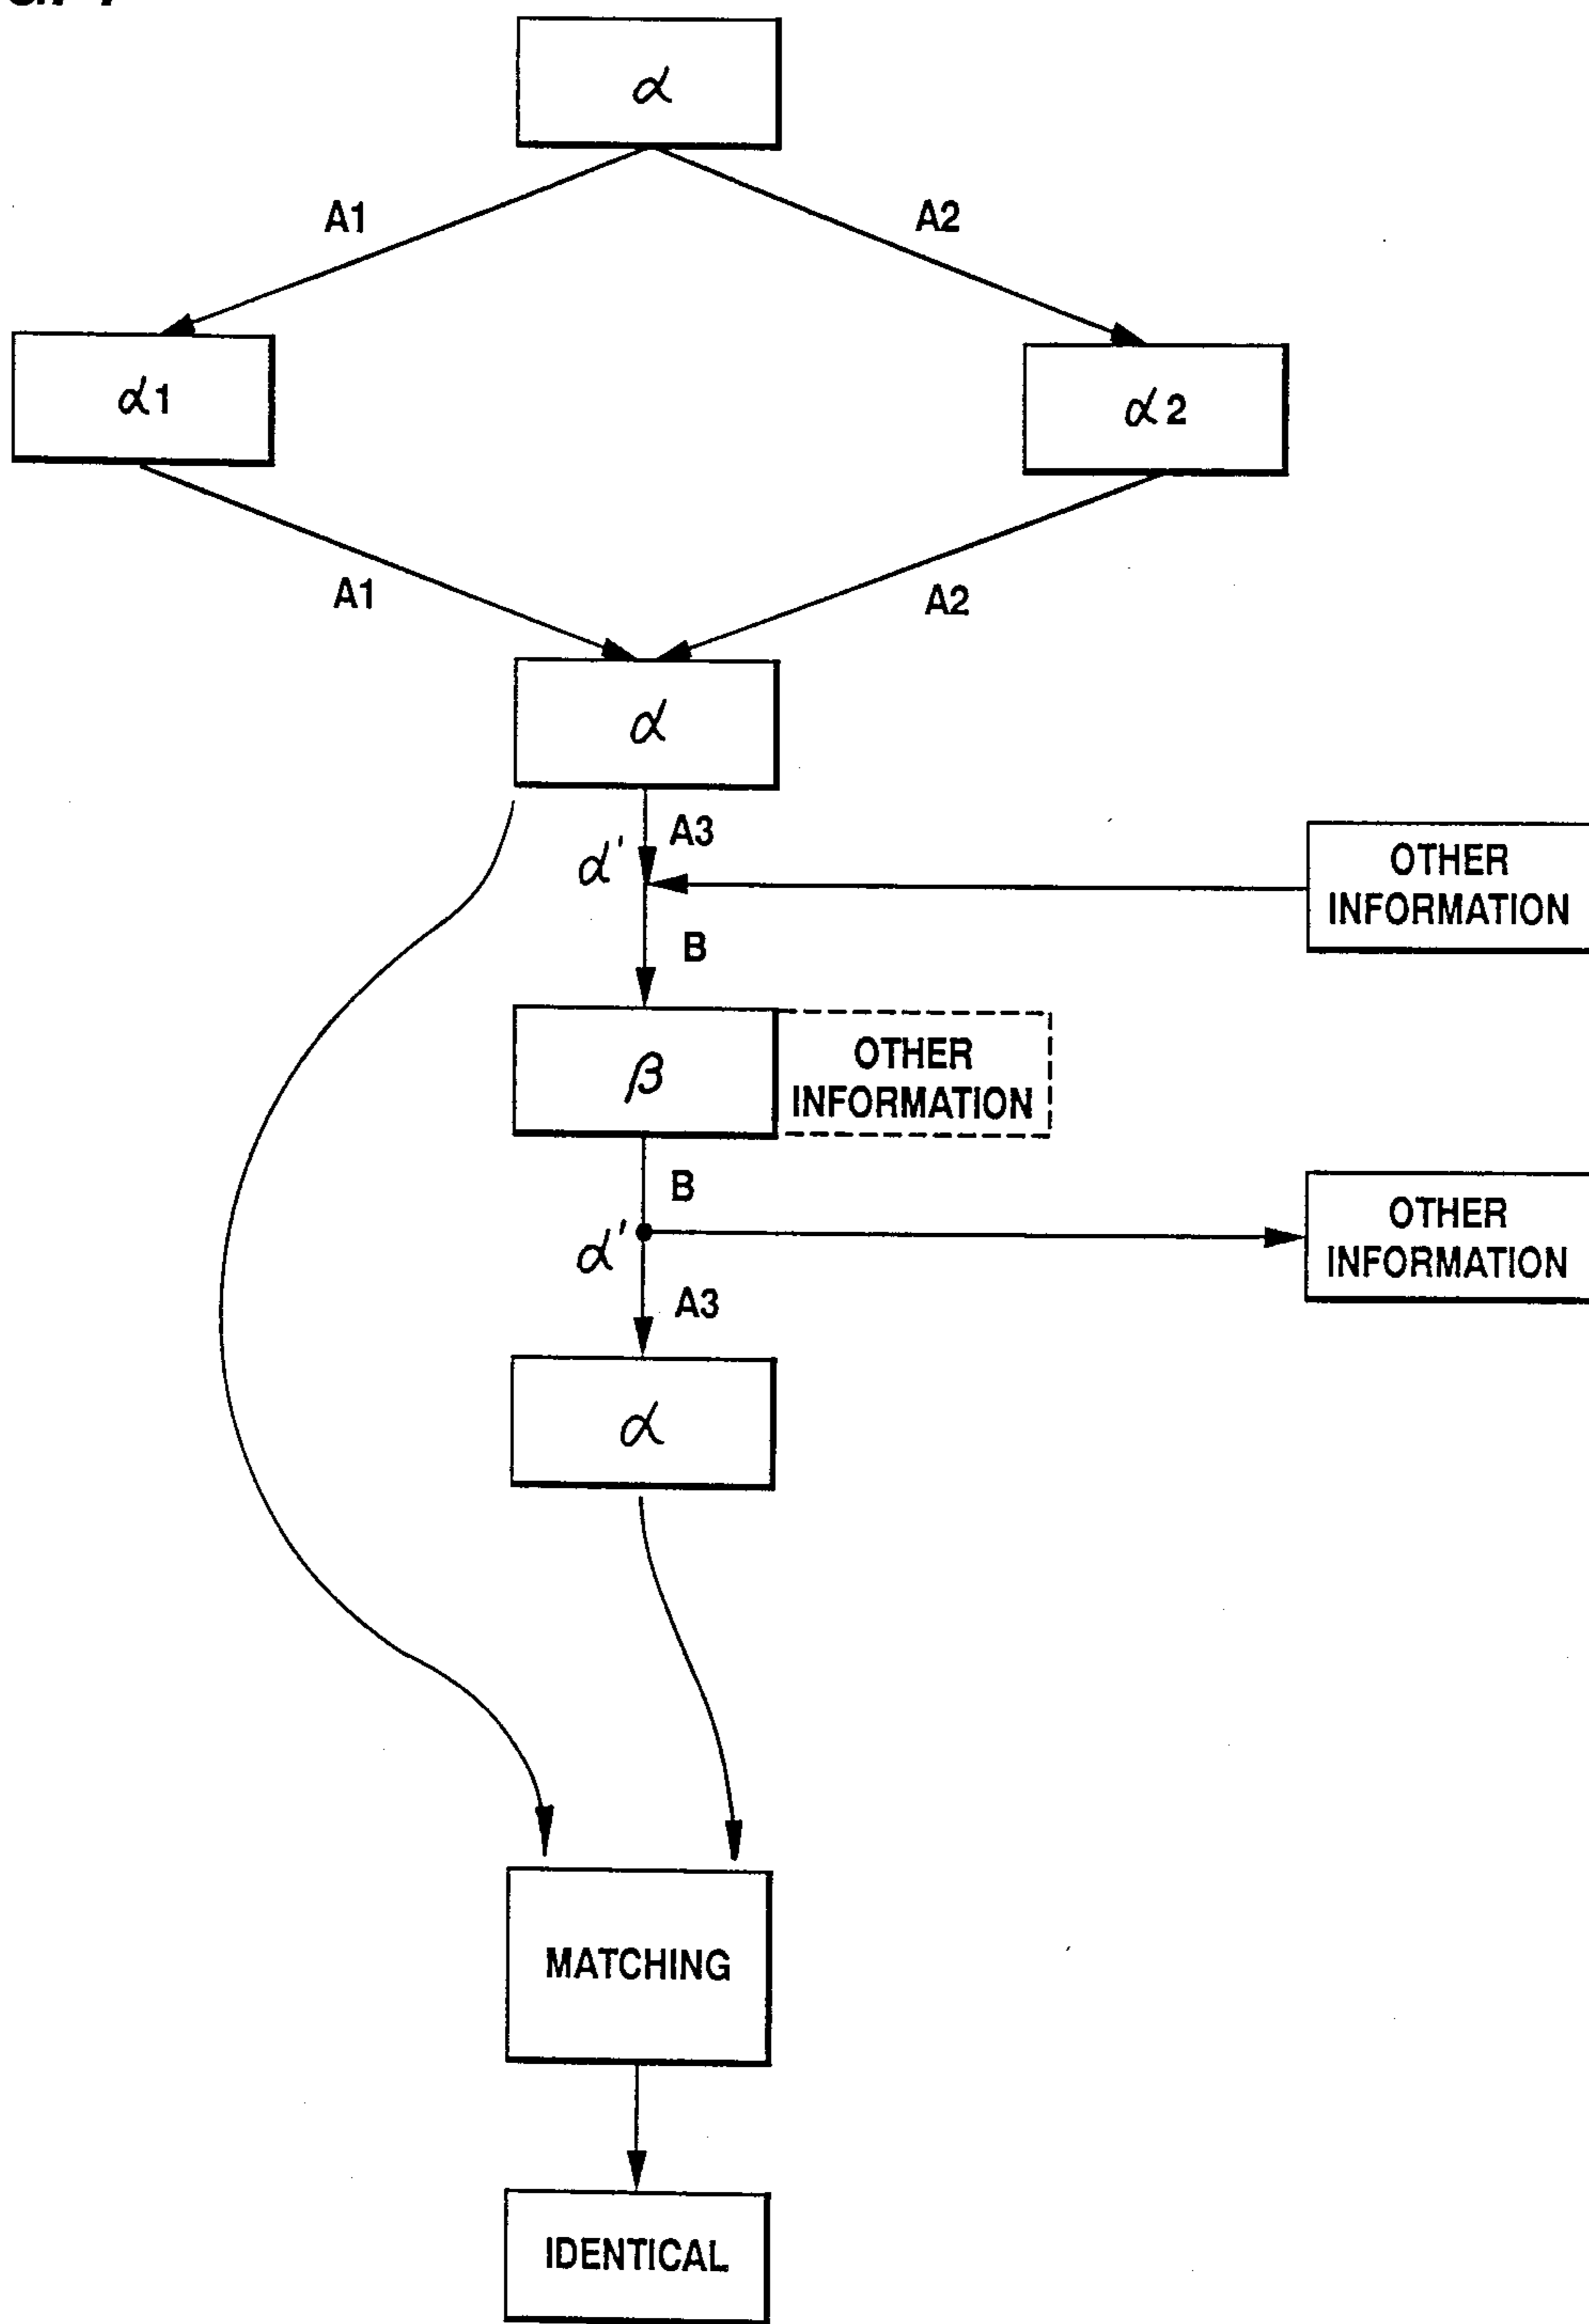 α
A1
A2
α1
α2
A1
A2
α
A3
α'
OTHER
INFORMATION
B
β
OTHER
INFORMATION
B
α'
OTHER
INFORMATION
A3
α
MATCHING
IDENTICAL